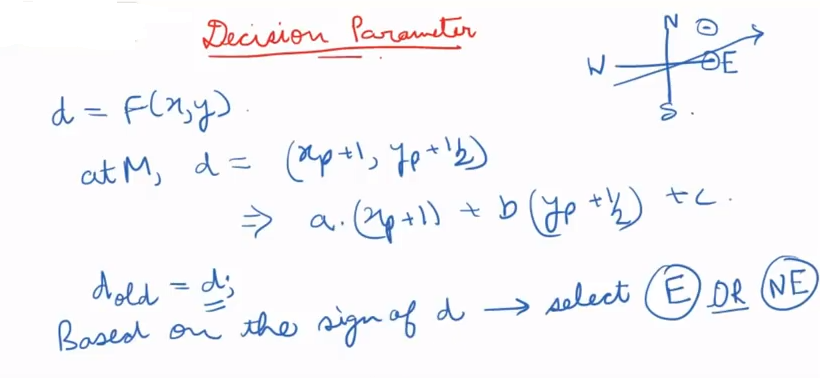 Decision Parameter
N
W
E
S.
d = F(x,y).
at M, d = (xp+1, yp+1/2)
⇒ a.(xp+1) + b(yp+1/2) + c.
dold = d;
Based on the sign of d → select E OR NE